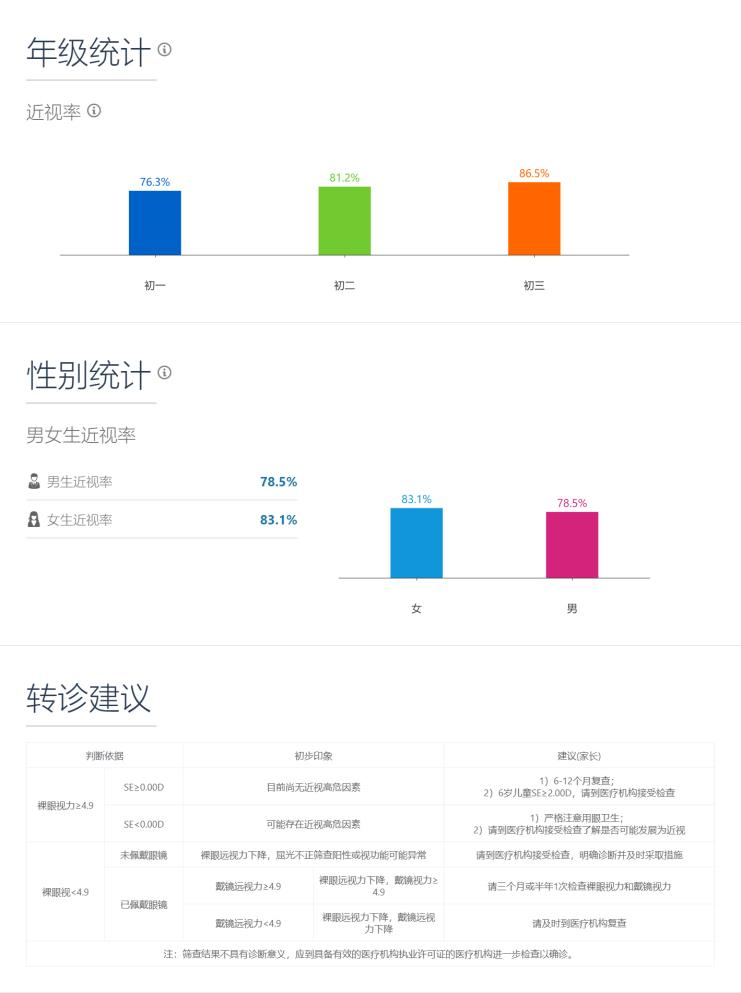 年级统计
近视率
76.3%
81.2%
86.5%
初一
初二
初三
性别统计
男女生近视率
男生近视率 78.5%
女生近视率 83.1%
83.1%
78.5%
女
男
转诊建议
判断依据 初步印象 建议(家长)
裸眼视力≥4.9
SE≥0.00D
目前尚无近视高危因素
1）6-12个月复查；
2）6岁儿童SE≥2.00D，请到医疗机构接受检查
SE<0.00D
可能存在近视高危因素
1）严格注意用眼卫生；
2）请到医疗机构接受检查了解是否可能发展为近视
裸眼视<4.9
未佩戴眼镜
裸眼远视力下降，屈光不正筛查阳性或视功能可能异常
请到医疗机构接受检查，明确诊断并及时采取措施
已佩戴眼镜
戴镜远视力≥4.9
裸眼远视力下降，戴镜视力≥
4.9
请三个月或半年1次检查裸眼视力和戴镜视力
戴镜远视力<4.9
裸眼远视力下降，戴镜远视
力下降
请及时到医疗机构复查
注：筛查结果不具有诊断意义，应到具备有效的医疗机构执业许可证的医疗机构进一步检查以确诊。